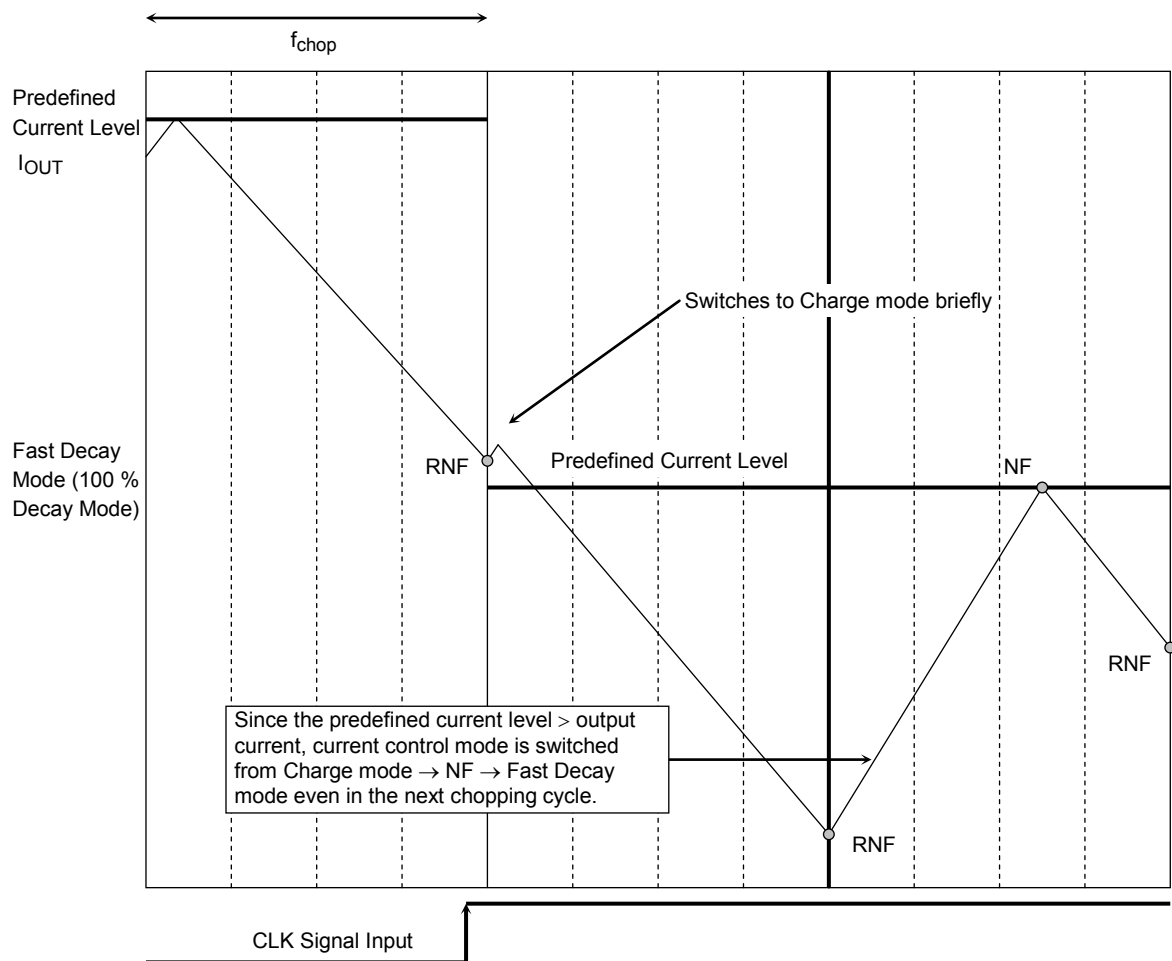 fchop
Predefined
Current Level
IOUT
Switches to Charge mode briefly
Fast Decay
Mode (100 %
Decay Mode)
RNF
Predefined Current Level
NF
RNF
Since the predefined current level > output
current, current control mode is switched
from Charge mode → NF → Fast Decay
mode even in the next chopping cycle.
RNF
CLK Signal Input